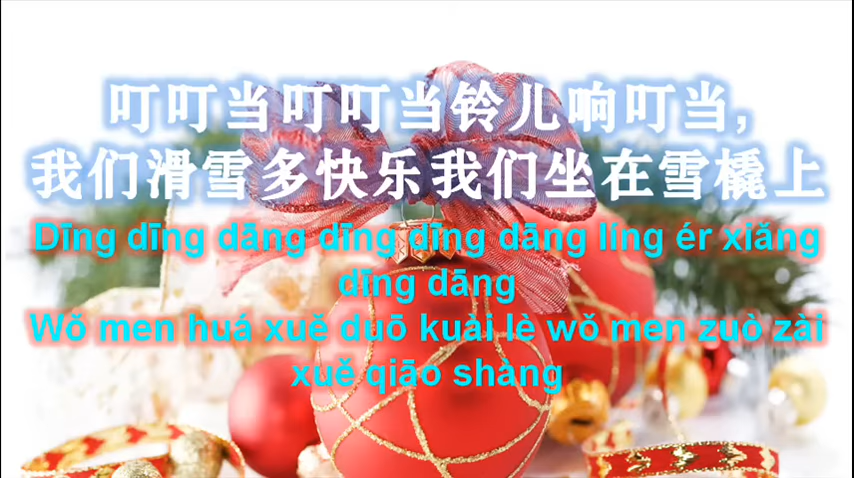 叮叮当叮叮当铃儿响叮当,
我们滑雪多快乐我们坐在雪橇上
Dīng dīng dāng dīng dīng dāng líng ér xiǎng
dīng dāng
Wǒ men huá xuě duō kuài lè wǒ men zuò zài
xuě qiāo shàng